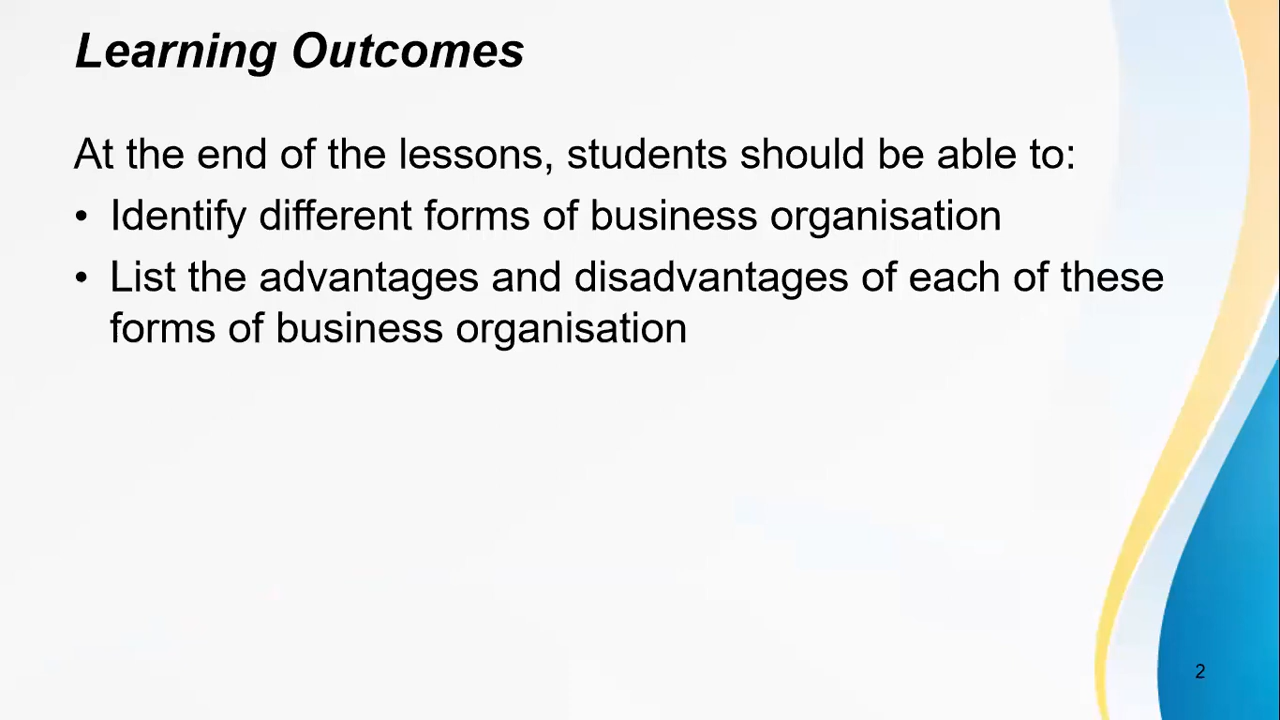 Learning Outcomes
At the end of the lessons, students should be able to:
• Identify different forms of business organisation
• List the advantages and disadvantages of each of these
forms of business organisation
2